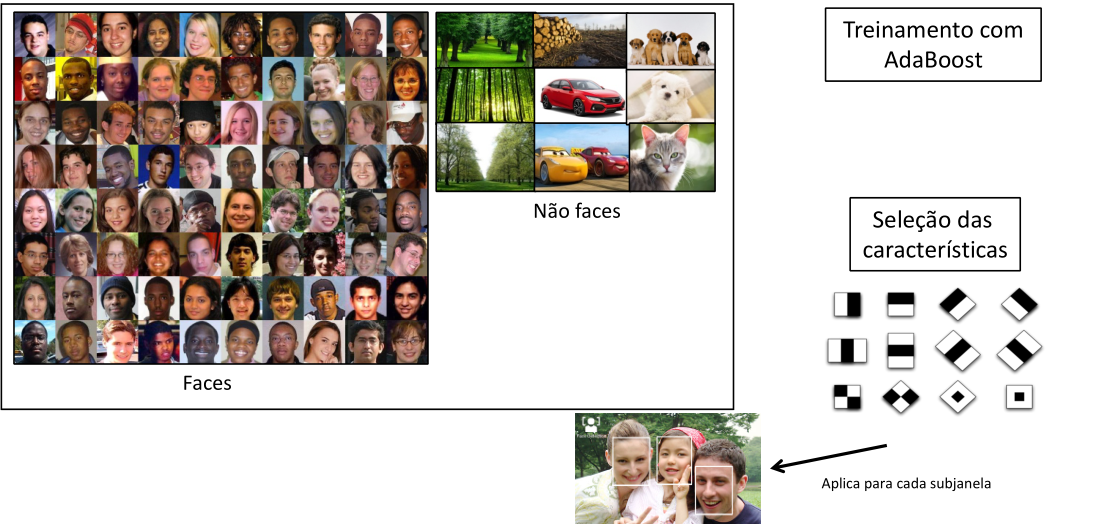 Treinamento com
AdaBoost
Não faces
Seleção das
características
Faces
Aplica para cada subjanela